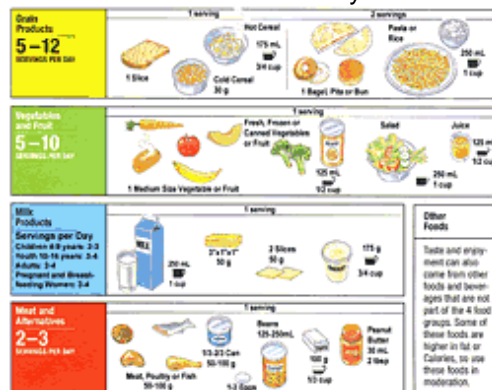 Grain
Products
5-12
SERVINGS PER DAY
1 serving
2 servings
Hot Cereal
175 mL
3/4 cup
1 Slice
Cold Cereal
30 g
Pasta or
Rice
250 mL
1 cup
1 Bagel, Pita or Bun
Vegetables
and Fruit
5-10
SERVINGS PER DAY
1 serving
Fresh, Frozen or
Canned Vegetables
or Fruit
125 mL
1/2 cup
1 Medium Size Vegetable or Fruit
Salad
250 mL
1 cup
Juice
125 m
1/2 cu
Milk
Products
Servings per Day
Children 4-9 years: 2-3
Youth 10-16 years: 3-4
Adults: 2-4
Pregnant and Breast-
feeding Women: 3-4
1 serving
MILK
250 mL
1 cup
3"x1"x1"
50 g
2 Slices
50 g
175 g
3/4 cup
Other
Foods
Taste and enjoy-
ment can also
come from other
foods and bever-
ages that are not
part of the 4 food
groups. Some of
these foods are
higher in fat or
Calories, so use
these foods in
moderation.
Meat and
Alternatives
2-3
SERVINGS PER DAY
1 serving
Meat, Poultry or Fish
50-100 g
1/3-2/3 Can
50-100 g
1-2 Eggs
Beans
125-250mL
100 g
1/3 cup
Peanut
Butter
30 mL
2 tbsp